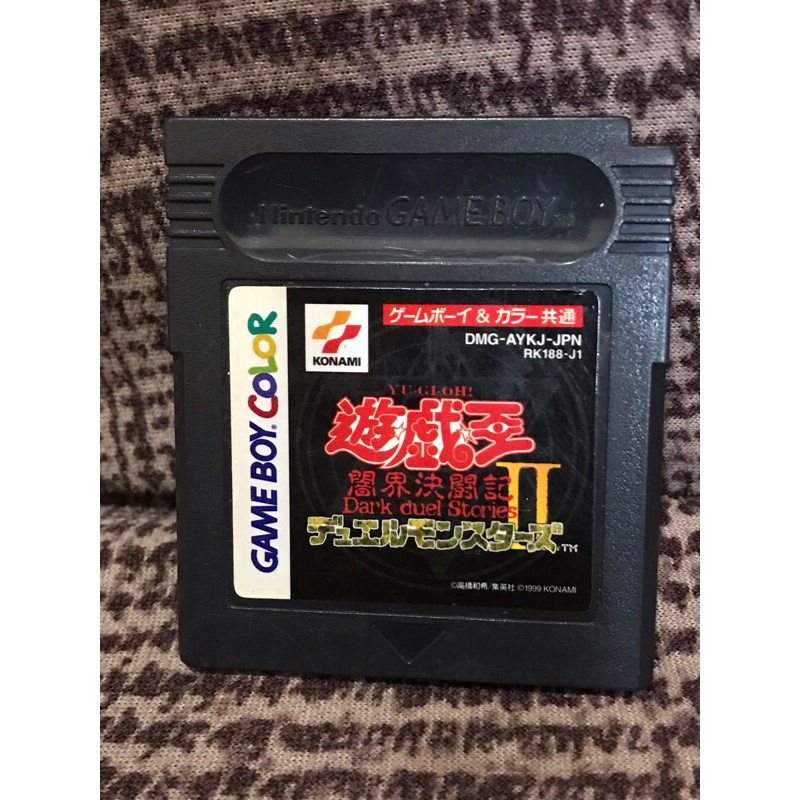 Nintendo GAME BOY TM
GAME BOY COLOR
KONAMI
ゲームボーイ & カラー共通
DMG-AYKJ-JPN
RK188-J1
YU-GI-OH!
遊戯王
闇界決闘記 II
Dark duel Stories
デュエルモンスターズ TM
©高橋和希/集英社 ©1999 KONAMI